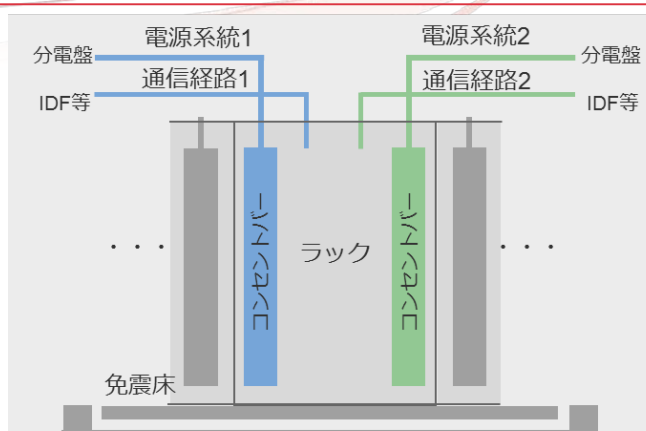 電源系統1
電源系統2
分電盤
分電盤
通信経路1
通信経路2
IDF等
IDF等
コンセントバー
ラック
コンセントバー
・・・
・・・
免震床